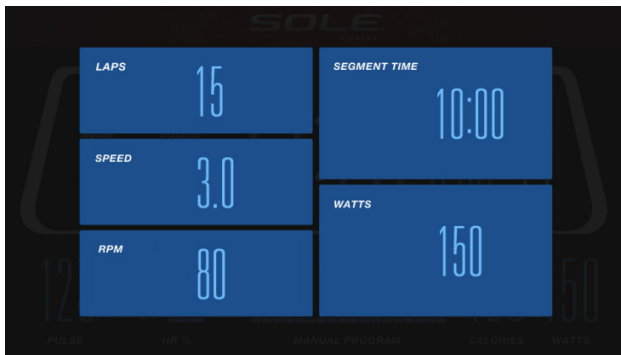 SOLE
LAPS
15
SEGMENT TIME
10:00
SPEED
3.0
WATTS
150
RPM
80
PULSE
HR %
MANUAL PROGRAM
CALORIES
WATTS